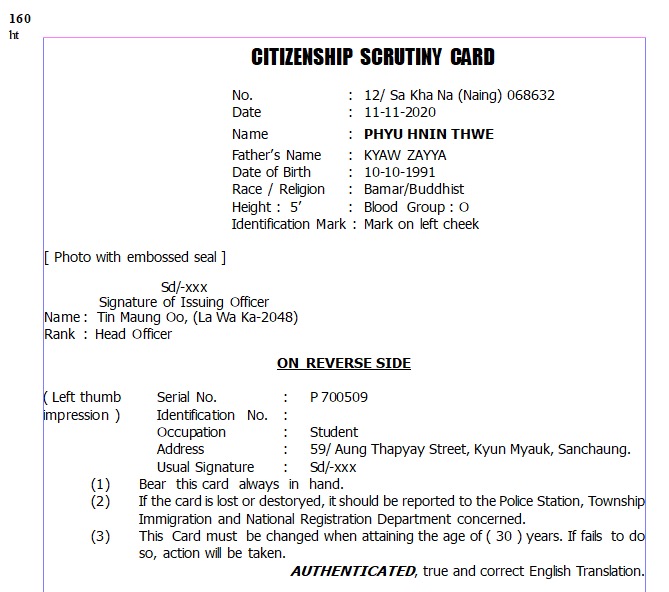 160
ht
CITIZENSHIP SCRUTINY CARD
No. : 12/ Sa Kha Na (Naing) 068632
Date : 11-11-2020
Name : PHYU HNIN THWE
Father's Name : KYAW ZAYYA
Date of Birth : 10-10-1991
Race / Religion : Bamar/Buddhist
Height : 5' : Blood Group : O
Identification Mark : Mark on left cheek
[ Photo with embossed seal ]
Sd/-xxx
Signature of Issuing Officer
Name : Tin Maung Oo, (La Wa Ka-2048)
Rank : Head Officer
ON REVERSE SIDE
( Left thumb Serial No. : P 700509
impression ) Identification No. :
Occupation : Student
Address : 59/ Aung Thapyay Street, Kyun Myauk, Sanchaung.
Usual Signature : Sd/-xxx
(1) Bear this card always in hand.
(2) If the card is lost or destoryed, it should be reported to the Police Station, Township
Immigration and National Registration Department concerned.
(3) This Card must be changed when attaining the age of ( 30 ) years. If fails to do
so, action will be taken.
AUTHENTICATED, true and correct English Translation.